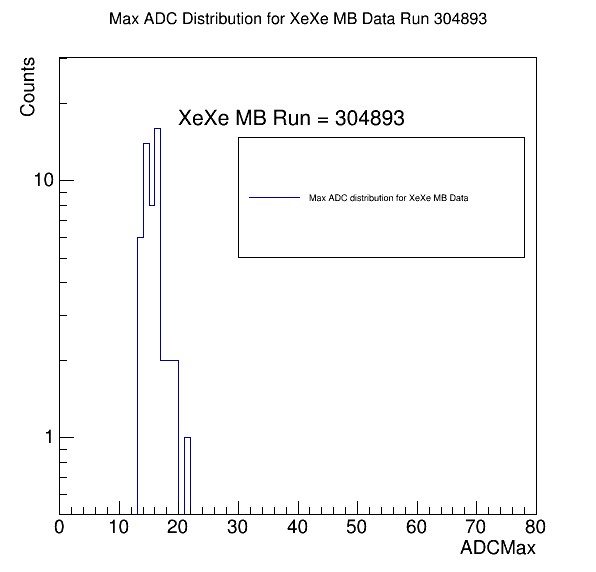 Max ADC Distribution for XeXe MB Data Run 304893
Counts
XeXe MB Run = 304893
Max ADC distribution for XeXe MB Data
10
1
0 10 20 30 40 50 60 70 80
ADCMax